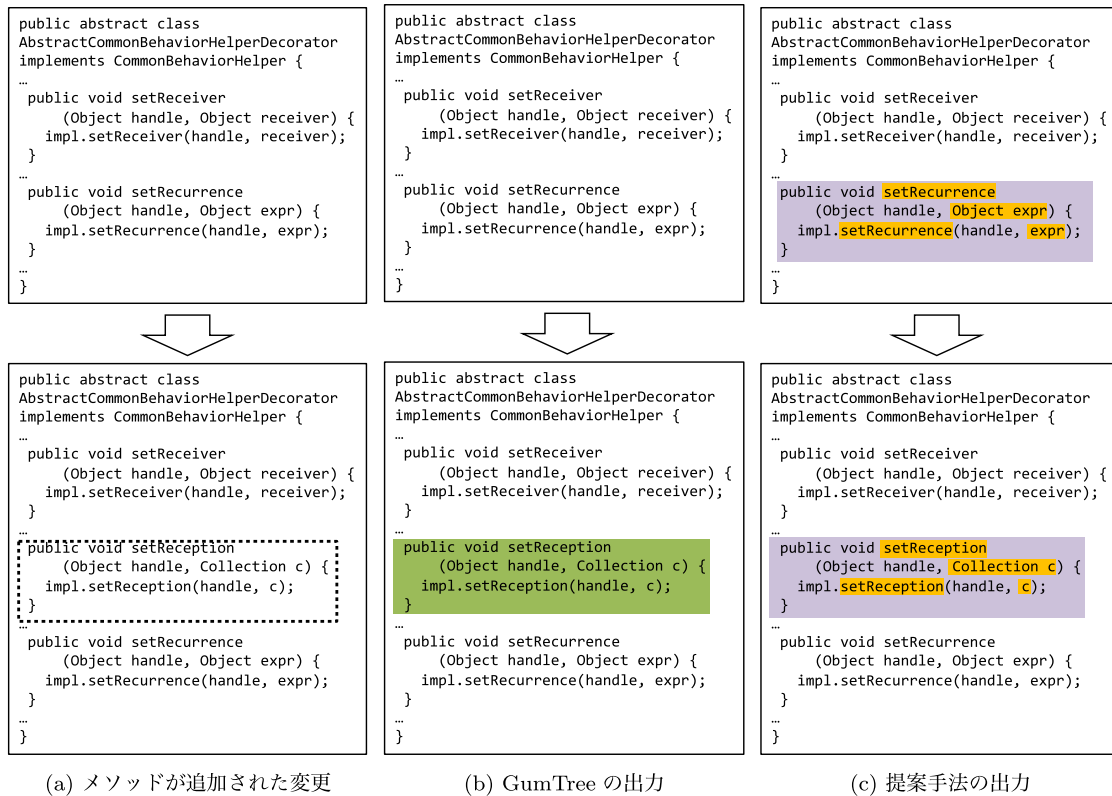 public abstract class
AbstractCommonBehaviorHelperDecorator
implements CommonBehaviorHelper {
…
public void setReceiver
(Object handle, Object receiver) {
impl.setReceiver(handle, receiver);
}
…
public void setRecurrence
(Object handle, Object expr) {
impl.setRecurrence(handle, expr);
}
…
}
public abstract class
AbstractCommonBehaviorHelperDecorator
implements CommonBehaviorHelper {
…
public void setReceiver
(Object handle, Object receiver) {
impl.setReceiver(handle, receiver);
}
…
public void setReception
(Object handle, Collection c) {
impl.setReception(handle, c);
}
…
public void setRecurrence
(Object handle, Object expr) {
impl.setRecurrence(handle, expr);
}
…
}
(a) メソッドが追加された変更
public abstract class
AbstractCommonBehaviorHelperDecorator
implements CommonBehaviorHelper {
…
public void setReceiver
(Object handle, Object receiver) {
impl.setReceiver(handle, receiver);
}
…
public void setRecurrence
(Object handle, Object expr) {
impl.setRecurrence(handle, expr);
}
…
}
public abstract class
AbstractCommonBehaviorHelperDecorator
implements CommonBehaviorHelper {
…
public void setReceiver
(Object handle, Object receiver) {
impl.setReceiver(handle, receiver);
}
…
public void setReception
(Object handle, Collection c) {
impl.setReception(handle, c);
}
…
public void setRecurrence
(Object handle, Object expr) {
impl.setRecurrence(handle, expr);
}
…
}
(b) GumTree の出力
public abstract class
AbstractCommonBehaviorHelperDecorator
implements CommonBehaviorHelper {
…
public void setReceiver
(Object handle, Object receiver) {
impl.setReceiver(handle, receiver);
}
…
public void setRecurrence
(Object handle, Object expr) {
impl.setRecurrence(handle, expr);
}
…
}
public abstract class
AbstractCommonBehaviorHelperDecorator
implements CommonBehaviorHelper {
…
public void setReceiver
(Object handle, Object receiver) {
impl.setReceiver(handle, receiver);
}
…
public void setReception
(Object handle, Collection c) {
impl.setReception(handle, c);
}
…
public void setRecurrence
(Object handle, Object expr) {
impl.setRecurrence(handle, expr);
}
…
}
(c) 提案手法の出力